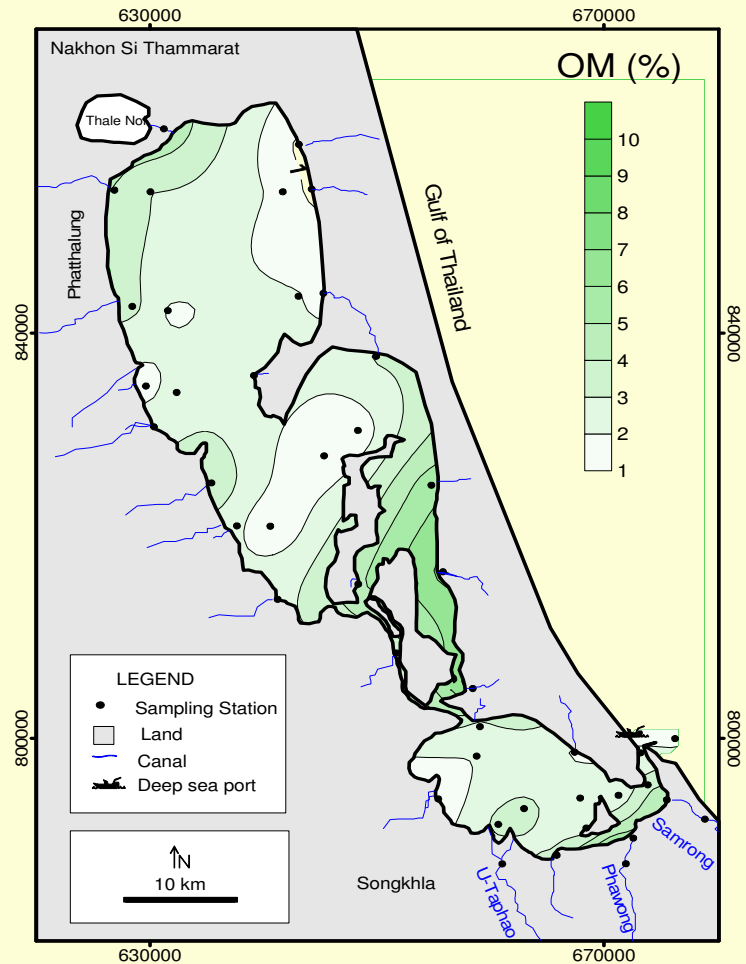 630000
670000
Nakhon Si Thammarat
OM (%)
Thale No
1
10
9
8
7
6
5
4
3
2
1
Phatthalung
Gulf of Thailand
840000
840000
LEGEND
Sampling Station
Land
Canal
Deep sea port
800000
800000
N
10 km
Songkhla
U-Taphao
Phawong
Samrong
630000
670000